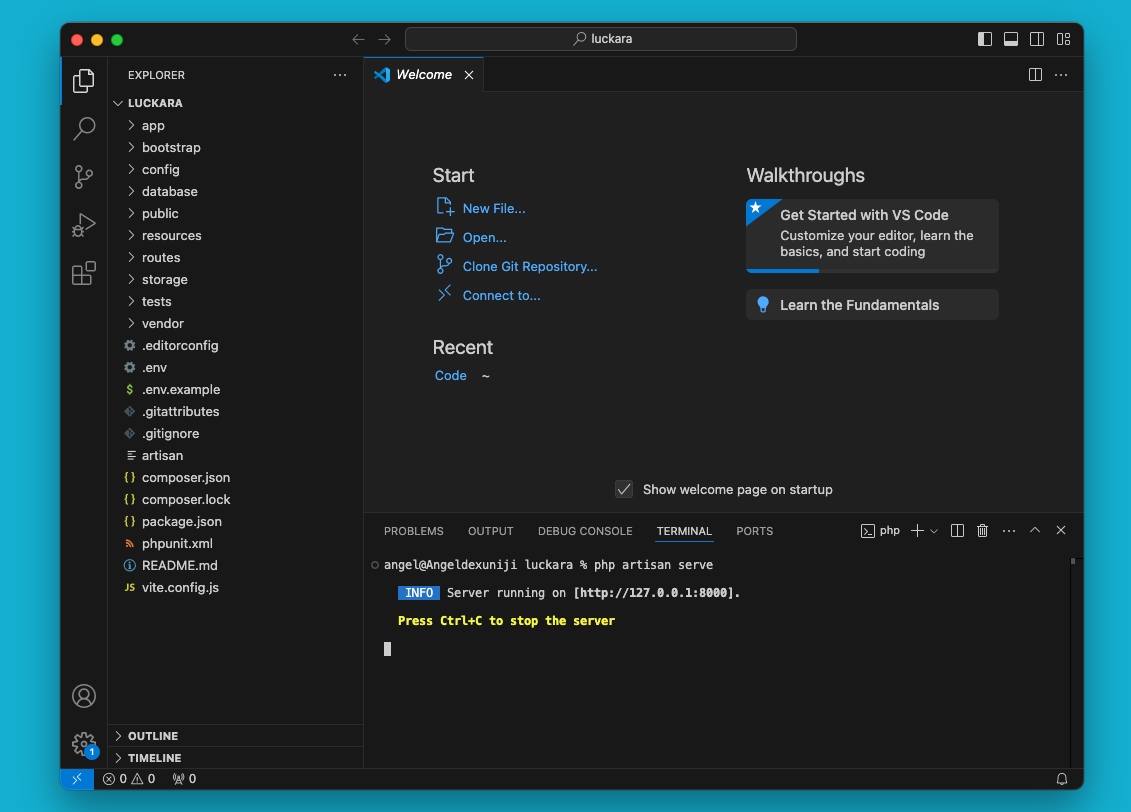 luckara
EXPLORER
LUCKARA
app
bootstrap
config
database
public
resources
routes
storage
tests
vendor
.editorconfig
.env
$ .env.example
.gitattributes
.gitignore
artisan
{} composer.json
{} composer.lock
{} package.json
phpunit.xml
README.md
JS vite.config.js
OUTLINE
TIMELINE
1
Welcome
Start
New File...
Open...
Clone Git Repository...
Connect to...
Recent
Code ~
Walkthroughs
Get Started with VS Code
Customize your editor, learn the
basics, and start coding
Learn the Fundamentals
Show welcome page on startup
PROBLEMS OUTPUT DEBUG CONSOLE TERMINAL PORTS php
angel@Angeldexuniji luckara % php artisan serve
INFO Server running on [http://127.0.0.1:8000].
Press Ctrl+C to stop the server
0 0 0